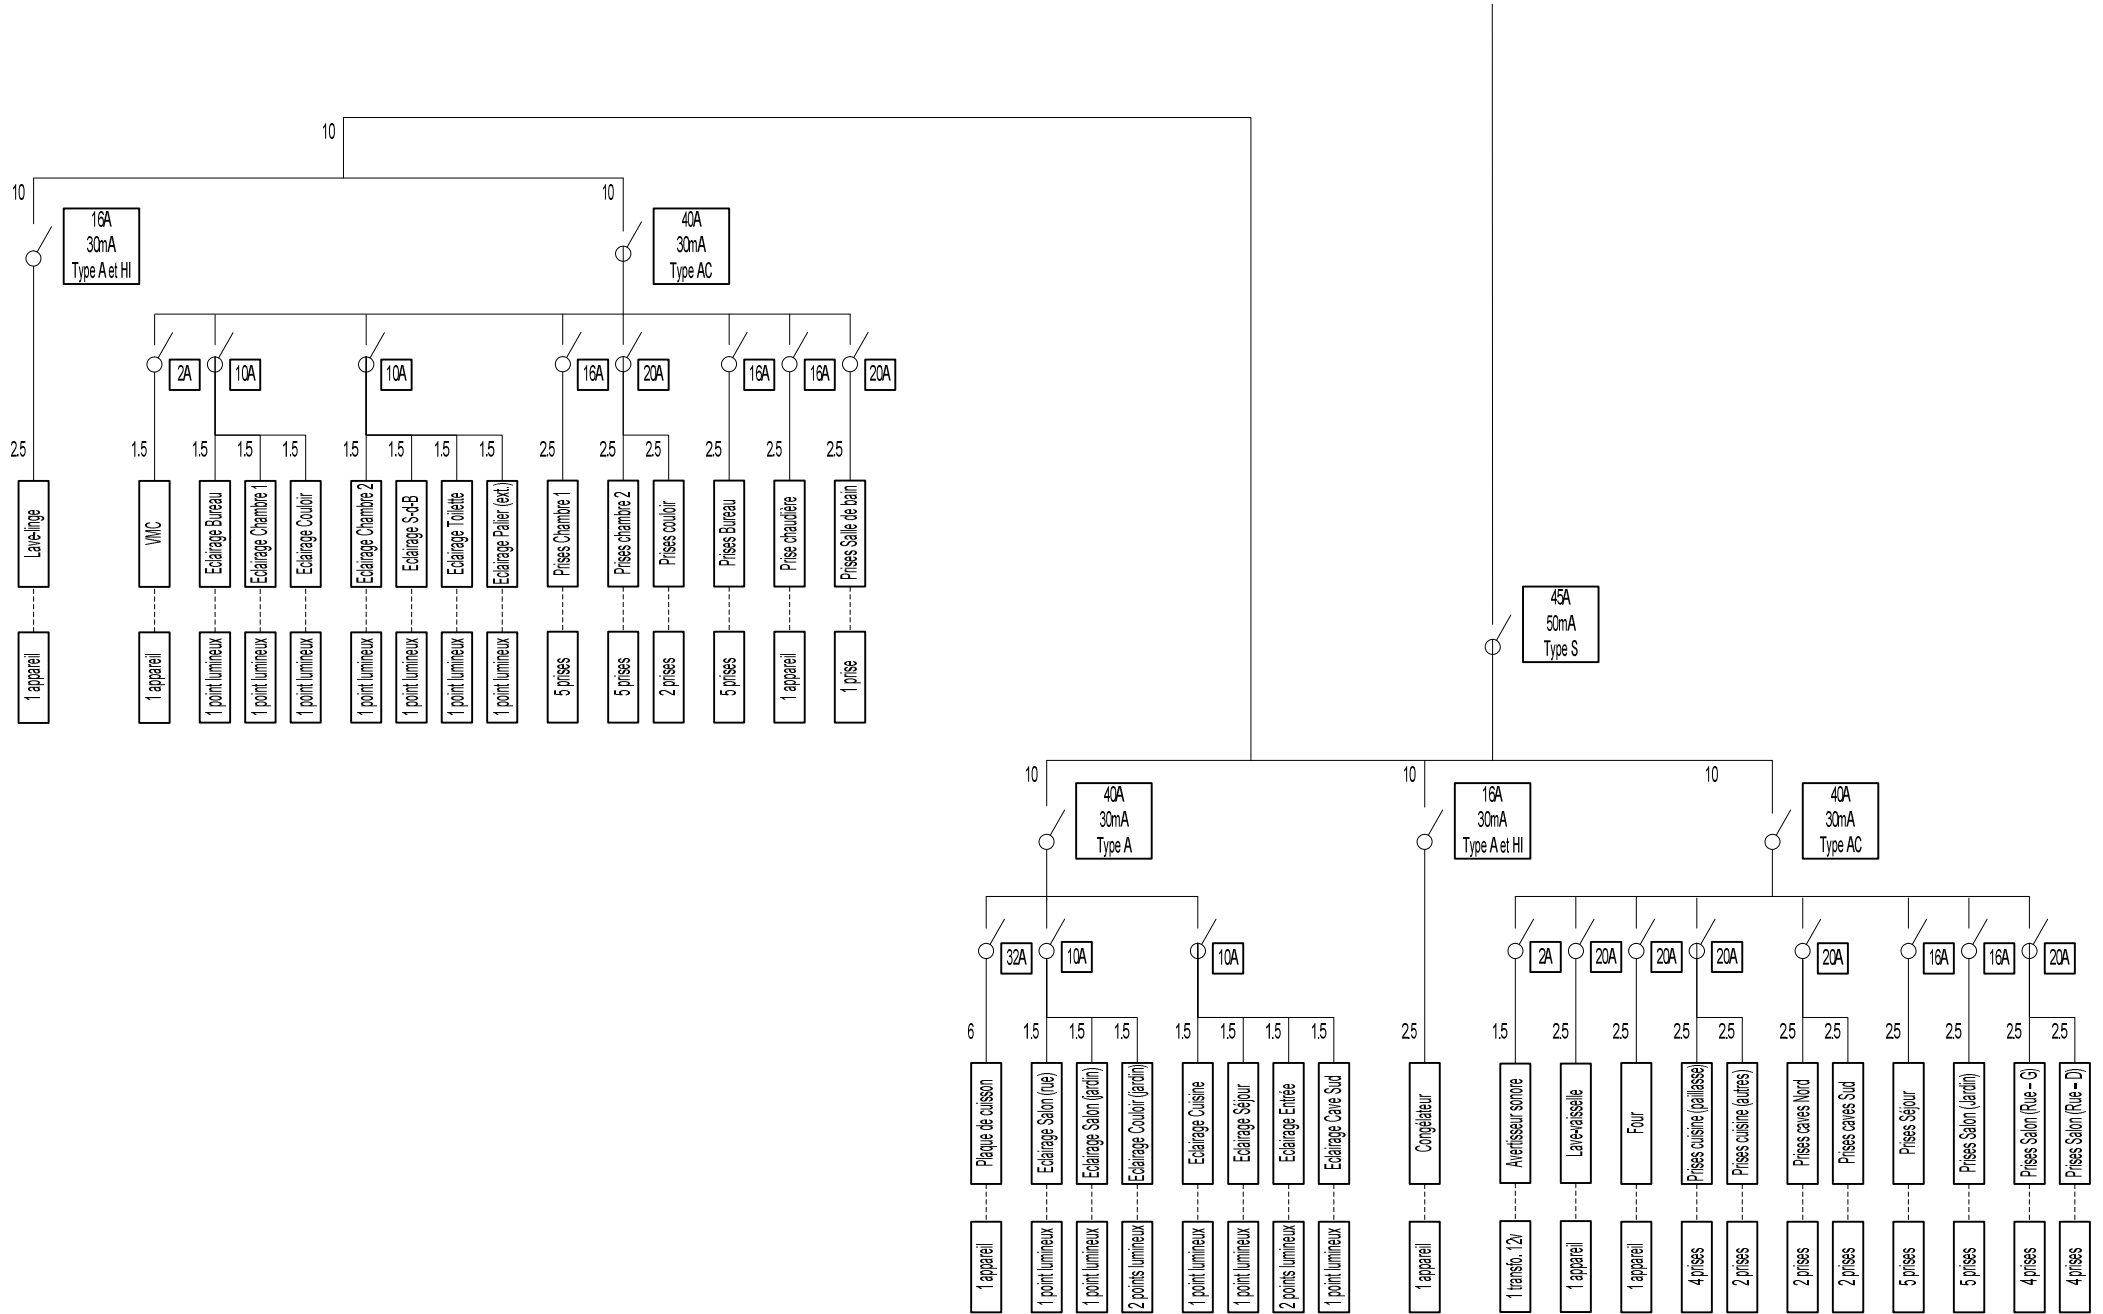 10
10
10
16A
30mA
Type A et HI
40A
30mA
Type AC
2A
10A
10A
16A
20A
16A
16A
20A
2.5
1.5
1.5
1.5
1.5
1.5
1.5
1.5
1.5
2.5
2.5
2.5
2.5
2.5
2.5
Lave-linge
VMC
Eclairage Bureau
Eclairage Chambre 1
Eclairage Couloir
Eclairage Chambre 2
Eclairage S-d-B
Eclairage Toilette
Eclairage Palier (ext.)
Prises Chambre 1
Prises chambre 2
Prises couloir
Prises Bureau
Prise chaudière
Prises Salle de bain
1 appareil
1 appareil
1 point lumineux
1 point lumineux
1 point lumineux
1 point lumineux
1 point lumineux
1 point lumineux
1 point lumineux
5 prises
5 prises
2 prises
5 prises
1 appareil
1 prise
45A
50mA
Type S
10
10
10
40A
30mA
Type A
16A
30mA
Type A et HI
40A
30mA
Type AC
32A
10A
10A
2A
20A
20A
20A
20A
16A
16A
20A
6
1.5
1.5
1.5
1.5
1.5
1.5
1.5
2.5
1.5
2.5
2.5
2.5
2.5
2.5
2.5
2.5
2.5
2.5
2.5
Plaque de cuisson
Eclairage Salon (rue)
Eclairage Salon (jardin)
Eclairage Couloir (jardin)
Eclairage Cuisine
Eclairage Séjour
Eclairage Entrée
Eclairage Cave Sud
Congélateur
Avertisseur sonore
Lave-vaisselle
Four
Prises cuisine (paillasse)
Prises cuisine (autres)
Prises caves Nord
Prises caves Sud
Prises Séjour
Prises Salon (Jardin)
Prises Salon (Rue – G)
Prises Salon (Rue – D)
1 appareil
1 point lumineux
1 point lumineux
2 points lumineux
1 point lumineux
1 point lumineux
2 points lumineux
1 point lumineux
1 appareil
1 transfo. 12v
1 appareil
1 appareil
4 prises
2 prises
2 prises
2 prises
5 prises
5 prises
4 prises
4 prises